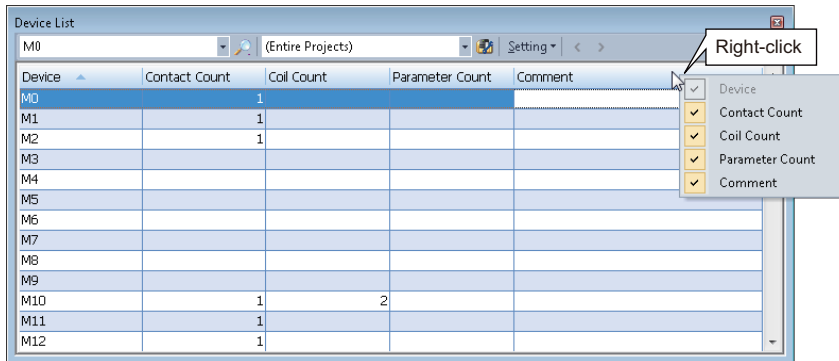 Device List
M0 (Entire Projects) Setting < >
Right-click
Device Contact Count Coil Count Parameter Count Comment
M0 1
M1 1
M2 1
M3
M4
M5
M6
M7
M8
M9
M10 1 2
M11 1
M12 1
Device
Contact Count
Coil Count
Parameter Count
Comment